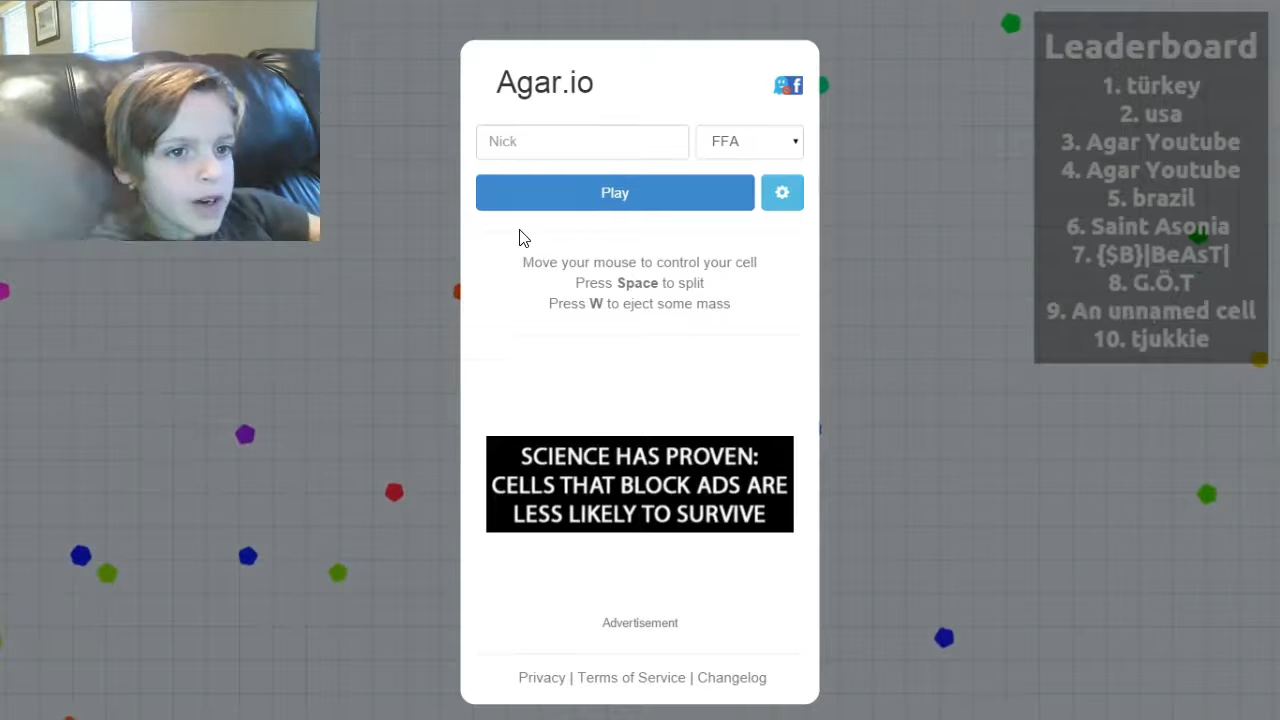 Agar.io
Nick
FFA
Play
Move your mouse to control your cell
Press Space to split
Press W to eject some mass
SCIENCE HAS PROVEN:
CELLS THAT BLOCK ADS ARE
LESS LIKELY TO SURVIVE
Advertisement
Privacy | Terms of Service | Changelog
Leaderboard
1. türkey
2. usa
3. Agar Youtube
4. Agar Youtube
5. brazil
6. Saint Asonia
7. {$B}|BeAsT|
8. G.Ö.T
9. An unnamed cell
10. tjukkie